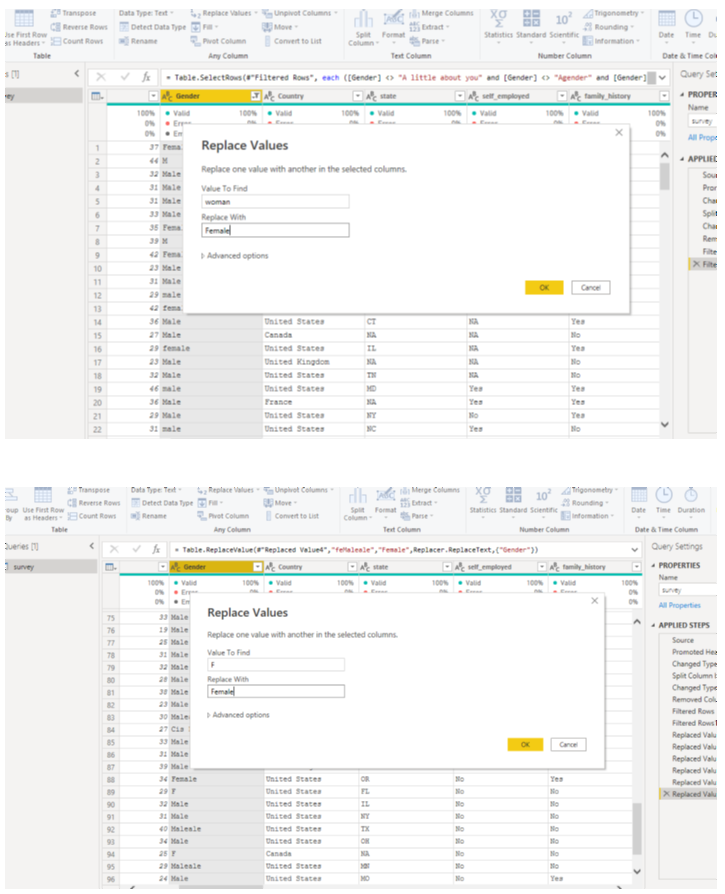 Transpose Data Type: Text Replace Values Unpivot Columns Merge Columns Trigonometry
Reverse Rows Detect Data Type Fill Move Extract Rounding
Use First Row as Headers Count Rows Rename Pivot Column Convert to List Split Column Format Parse Statistics Standard Scientific Information Date Time
Table Any Column Text Column Number Column Date & Time
= Table.SelectRows(#"Filtered Rows", each ([Gender] <> "A little about you" and [Gender] <> "Agender" and [Gender]
Query Set
PROPER
Name
survey
All Prope
APPLIED
Sour
Pror
Chan
Split
Chan
Rem
Filte
Filte
Gender Country state self_employed family_history
100% Valid 100% Valid 100% Valid 100% Valid 100%
0% Error 0%
0% 0%
Replace Values
Replace one value with another in the selected columns.
Value To Find
woman
Replace With
Female
Advanced options
OK Cancel
1 37 Fema
2 44 M
3 32 Male
4 31 Male
5 31 Male
6 33 Male
7 35 Fema
8 39 M
9 42 Fema
10 23 Male
11 31 Male
12 29 male
13 42 fema
14 36 Male United States CT NA Yes
15 27 Male Canada NA NA No
16 29 female United States IL NA Yes
17 23 Male United Kingdom NA NA No
18 32 Male United States TN NA No
19 46 male United States MD Yes Yes
20 36 Male France NA Yes No
21 29 Male United States NY No Yes
22 31 male United States NC Yes No
Transpose Data Type: Text Replace Values Unpivot Columns Merge Columns Trigonometry
Reverse Rows Detect Data Type Fill Move Extract Rounding
Use First Row as Headers Count Rows Rename Pivot Column Convert to List Split Column Format Parse Statistics Standard Scientific Information Date Time Duration
Table Any Column Text Column Number Column Date & Time Column
Queries [1]
survey
= Table.ReplaceValue(#"Replaced Value4","feMaleale","Female",Replacer.ReplaceText,{"Gender"})
Query Settings
PROPERTIES
Name
survey
All Properties
APPLIED STEPS
Source
Promoted Hea
Changed Type
Split Column
Changed Type
Removed Colu
Filtered Rows
Filtered Rows1
Replaced Valu
Replaced Valu
Replaced Valu
Replaced Valu
Replaced Valu
Replaced Valu
Gender Country state self_employed family_history
100% Valid 100% Valid 100% Valid 100% Valid 100%
0% 0%
0% 0%
Replace Values
Replace one value with another in the selected columns.
Value To Find
F
Replace With
Female
Advanced options
OK Cancel
75 33 Male
76 19 Male
77 25 Male
78 31 Male
79 32 Male
80 28 Male
81 38 Male
82 23 Male
83 30 Male
84 27 Cis
85 33 Male
86 31 Male
87 39 Male
88 34 Female United States OR No Yes
89 29 F United States FL No No
90 32 Male United States IL No No
91 31 Male United States NY No No
92 40 Maleale United States TX No No
93 34 Male United States OH No No
94 25 F Canada NA No No
95 29 Maleale United States MN No No
96 24 Male United States MO No Yes